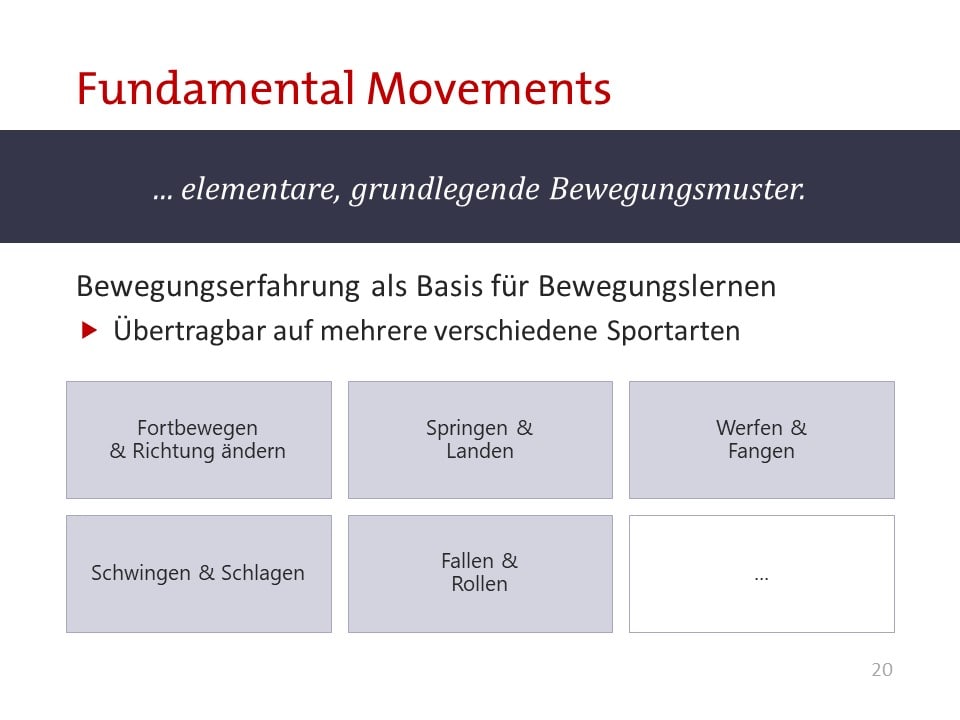 Fundamental Movements
... elementare, grundlegende Bewegungsmuster.
Bewegungserfahrung als Basis für Bewegungslernen
Übertragbar auf mehrere verschiedene Sportarten
Fortbewegen
& Richtung ändern
Springen &
Landen
Werfen &
Fangen
Schwingen & Schlagen
Fallen &
Rollen
...
20